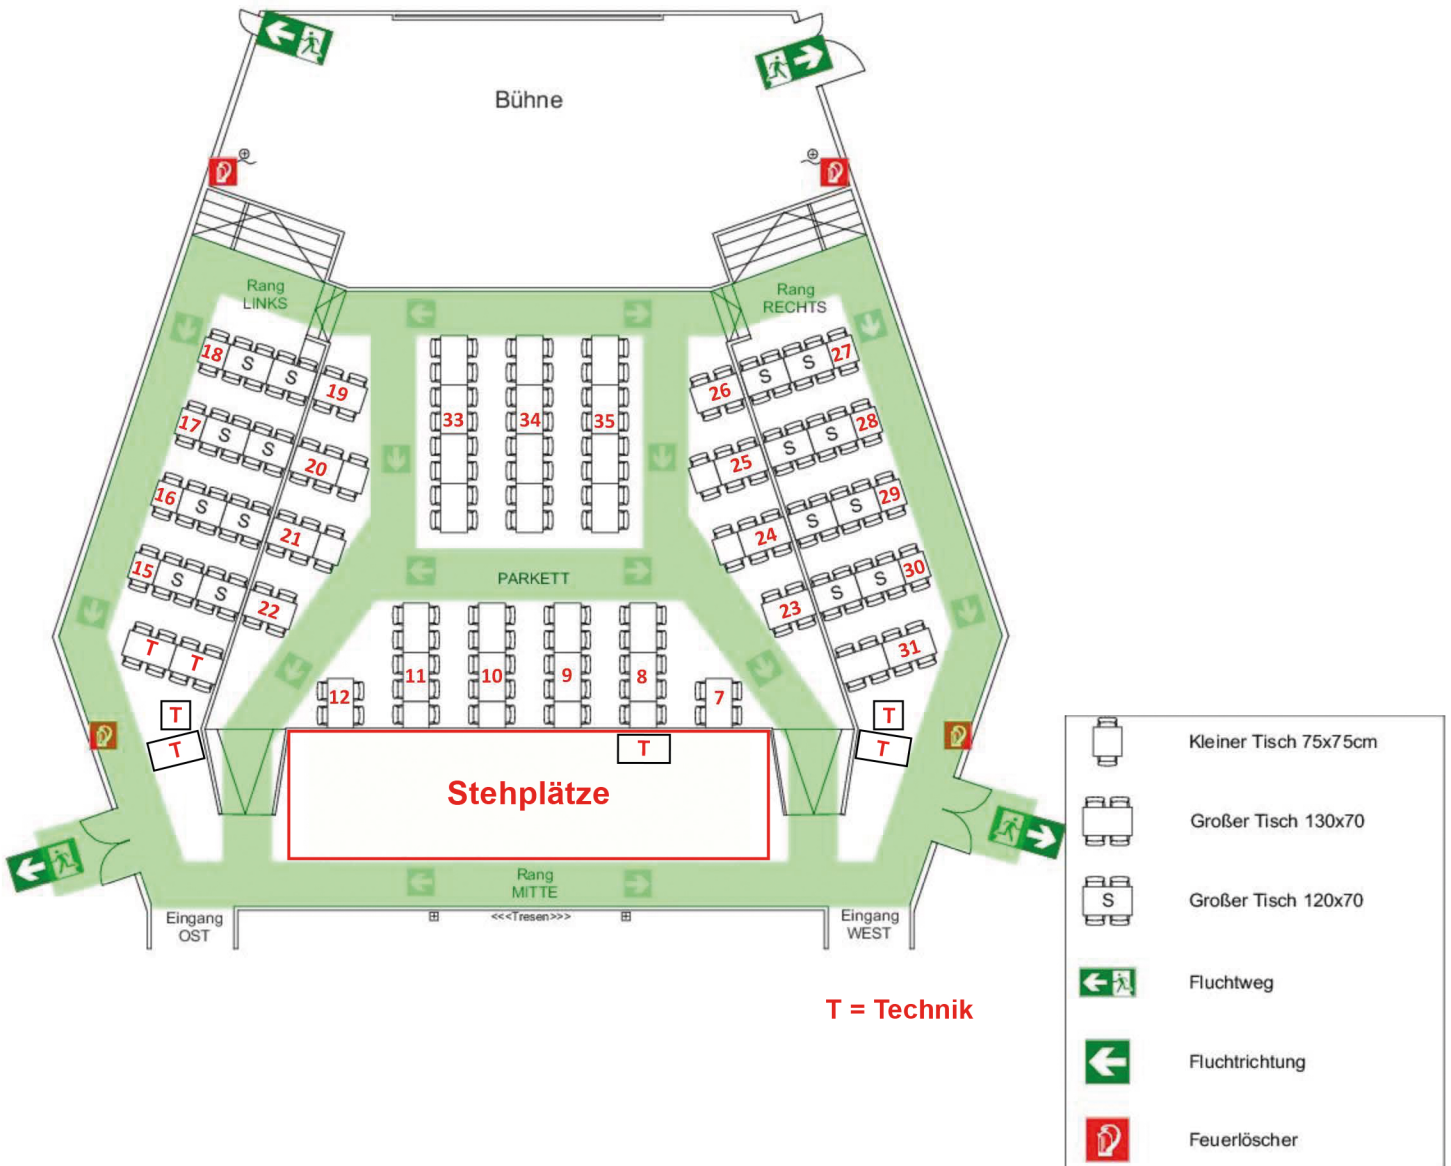 Bühne
Rang
LINKS
Rang
RECHTS
18
S
S
19
33
34
35
26
S
S
27
17
S
S
20
25
S
S
28
16
S
S
21
24
S
S
29
PARKETT
15
S
S
22
23
S
S
30
T
T
31
12
11
10
9
8
7
T
T
T
T
T
Stehplätze
Rang
MITTE
Eingang
OST
<<<Tresen>>>
Eingang
WEST
T = Technik
Kleiner Tisch 75x75cm
Großer Tisch 130x70
S
Großer Tisch 120x70
Fluchtweg
Fluchtrichtung
Feuerlöscher